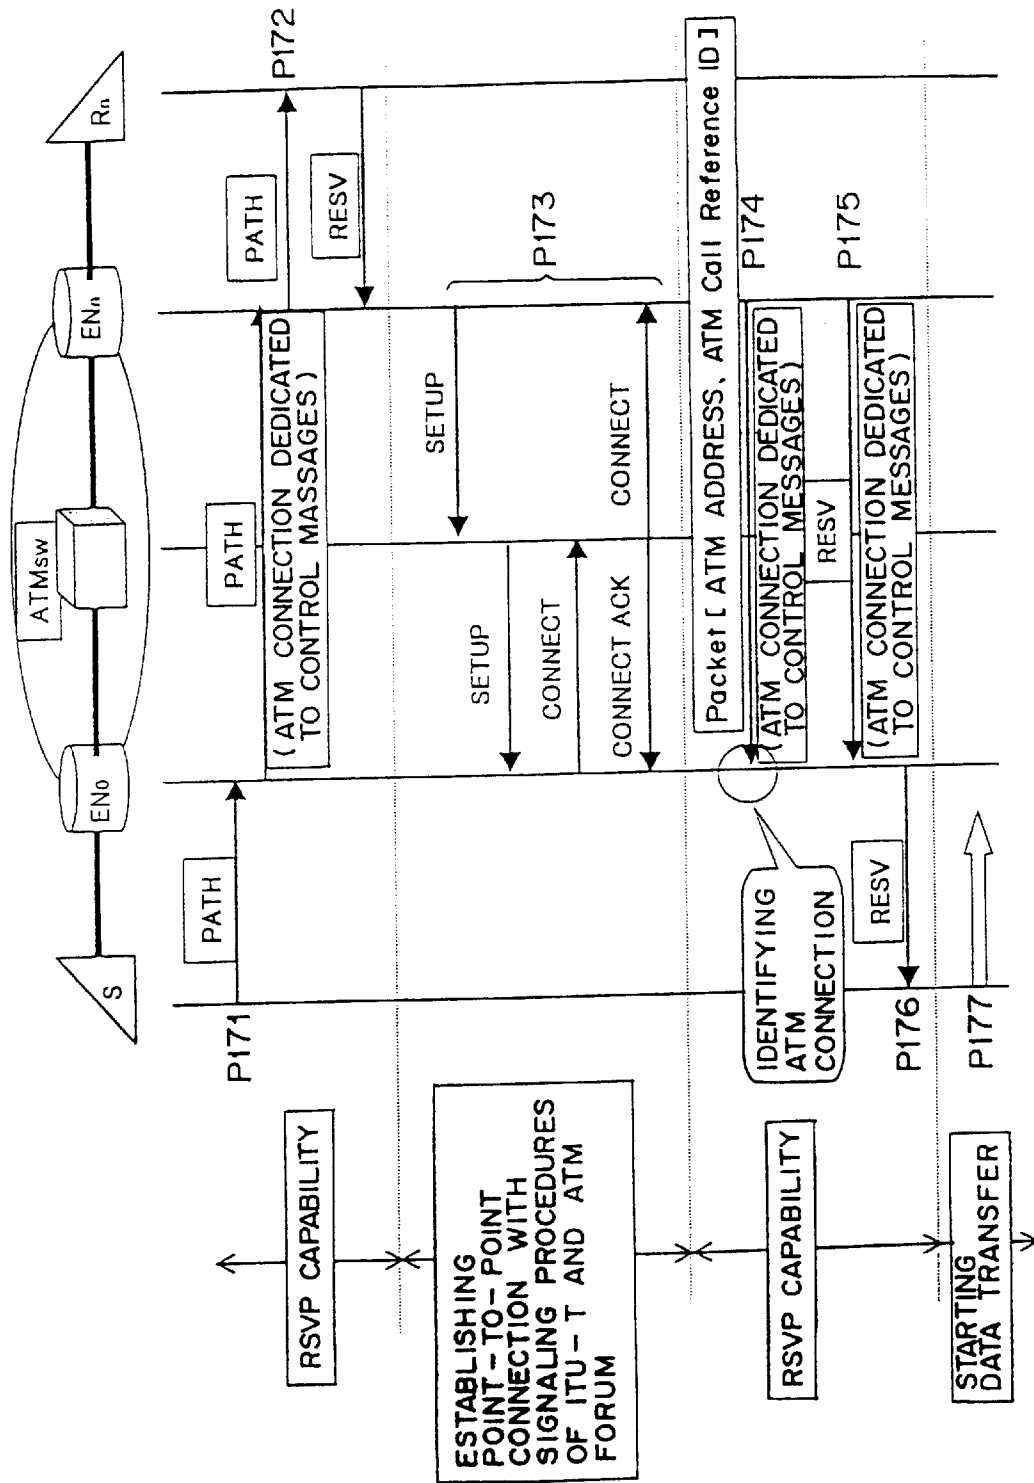 S
EN0
ATMsw
ENn
Rn
RSVP CAPABILITY
P171
PATH
PATH
(ATM CONNECTION DEDICATED
TO CONTROL MASSAGES)
PATH
P172
RESV
ESTABLISHING
POINT-TO-POINT
CONNECTION WITH
SIGNALING PROCEDURES
OF ITU-T AND ATM
FORUM
SETUP
SETUP
CONNECT
CONNECT ACK
CONNECT
P173
RSVP CAPABILITY
Packet [ATM ADDRESS, ATM Call Reference ID]
IDENTIFYING
ATM
CONNECTION
(ATM CONNECTION DEDICATED
TO CONTROL MESSAGES)
P174
RESV
P175
(ATM CONNECTION DEDICATED
TO CONTROL MESSAGES)
RESV
P176
STARTING
DATA TRANSFER
P177